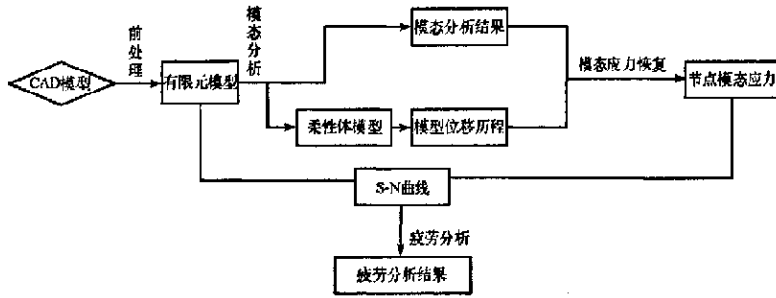 CAD模型
前处理
有限元模型
模态分析
模态分析结果
柔性体模型
模型位移历程
模态应力恢复
节点模态应力
S-N曲线
疲劳分析
疲劳分析结果